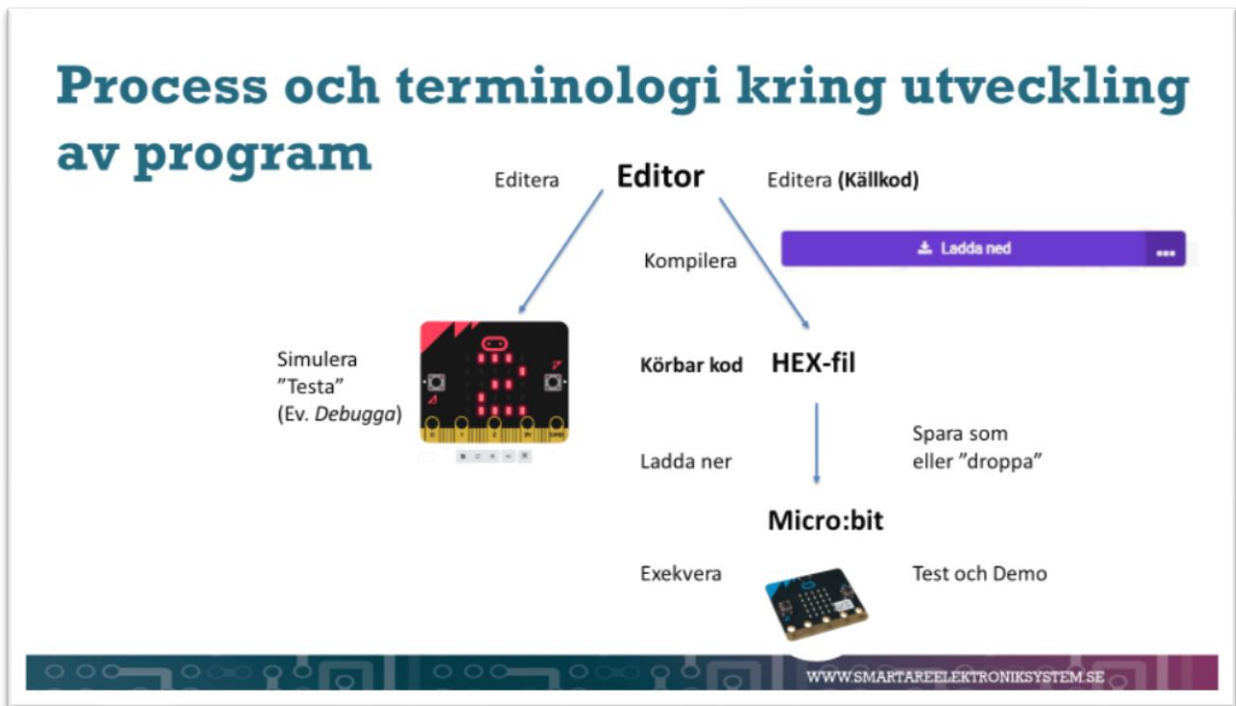 Process och terminologi kring utveckling
av program
Editera
Editor
Editera (Källkod)
Kompilera
Ladda ned
Simulera
"Testa"
(Ev. Debugga)
Körbar kod
HEX-fil
Ladda ner
Spara som
eller "droppa"
Micro:bit
Exekvera
Test och Demo
WWW.SMARTAREELEKTRONIKSYSTEM.SE